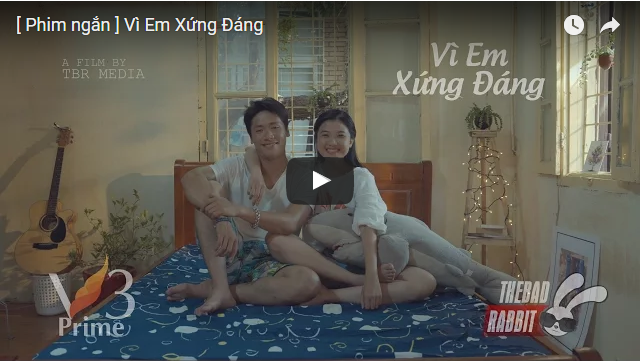 [ Phim ngắn ] Vì Em Xứng Đáng
A FILM BY
TBR MEDIA
Vì Em
Xứng Đáng
V3
Prime
THEBAD
RABBIT